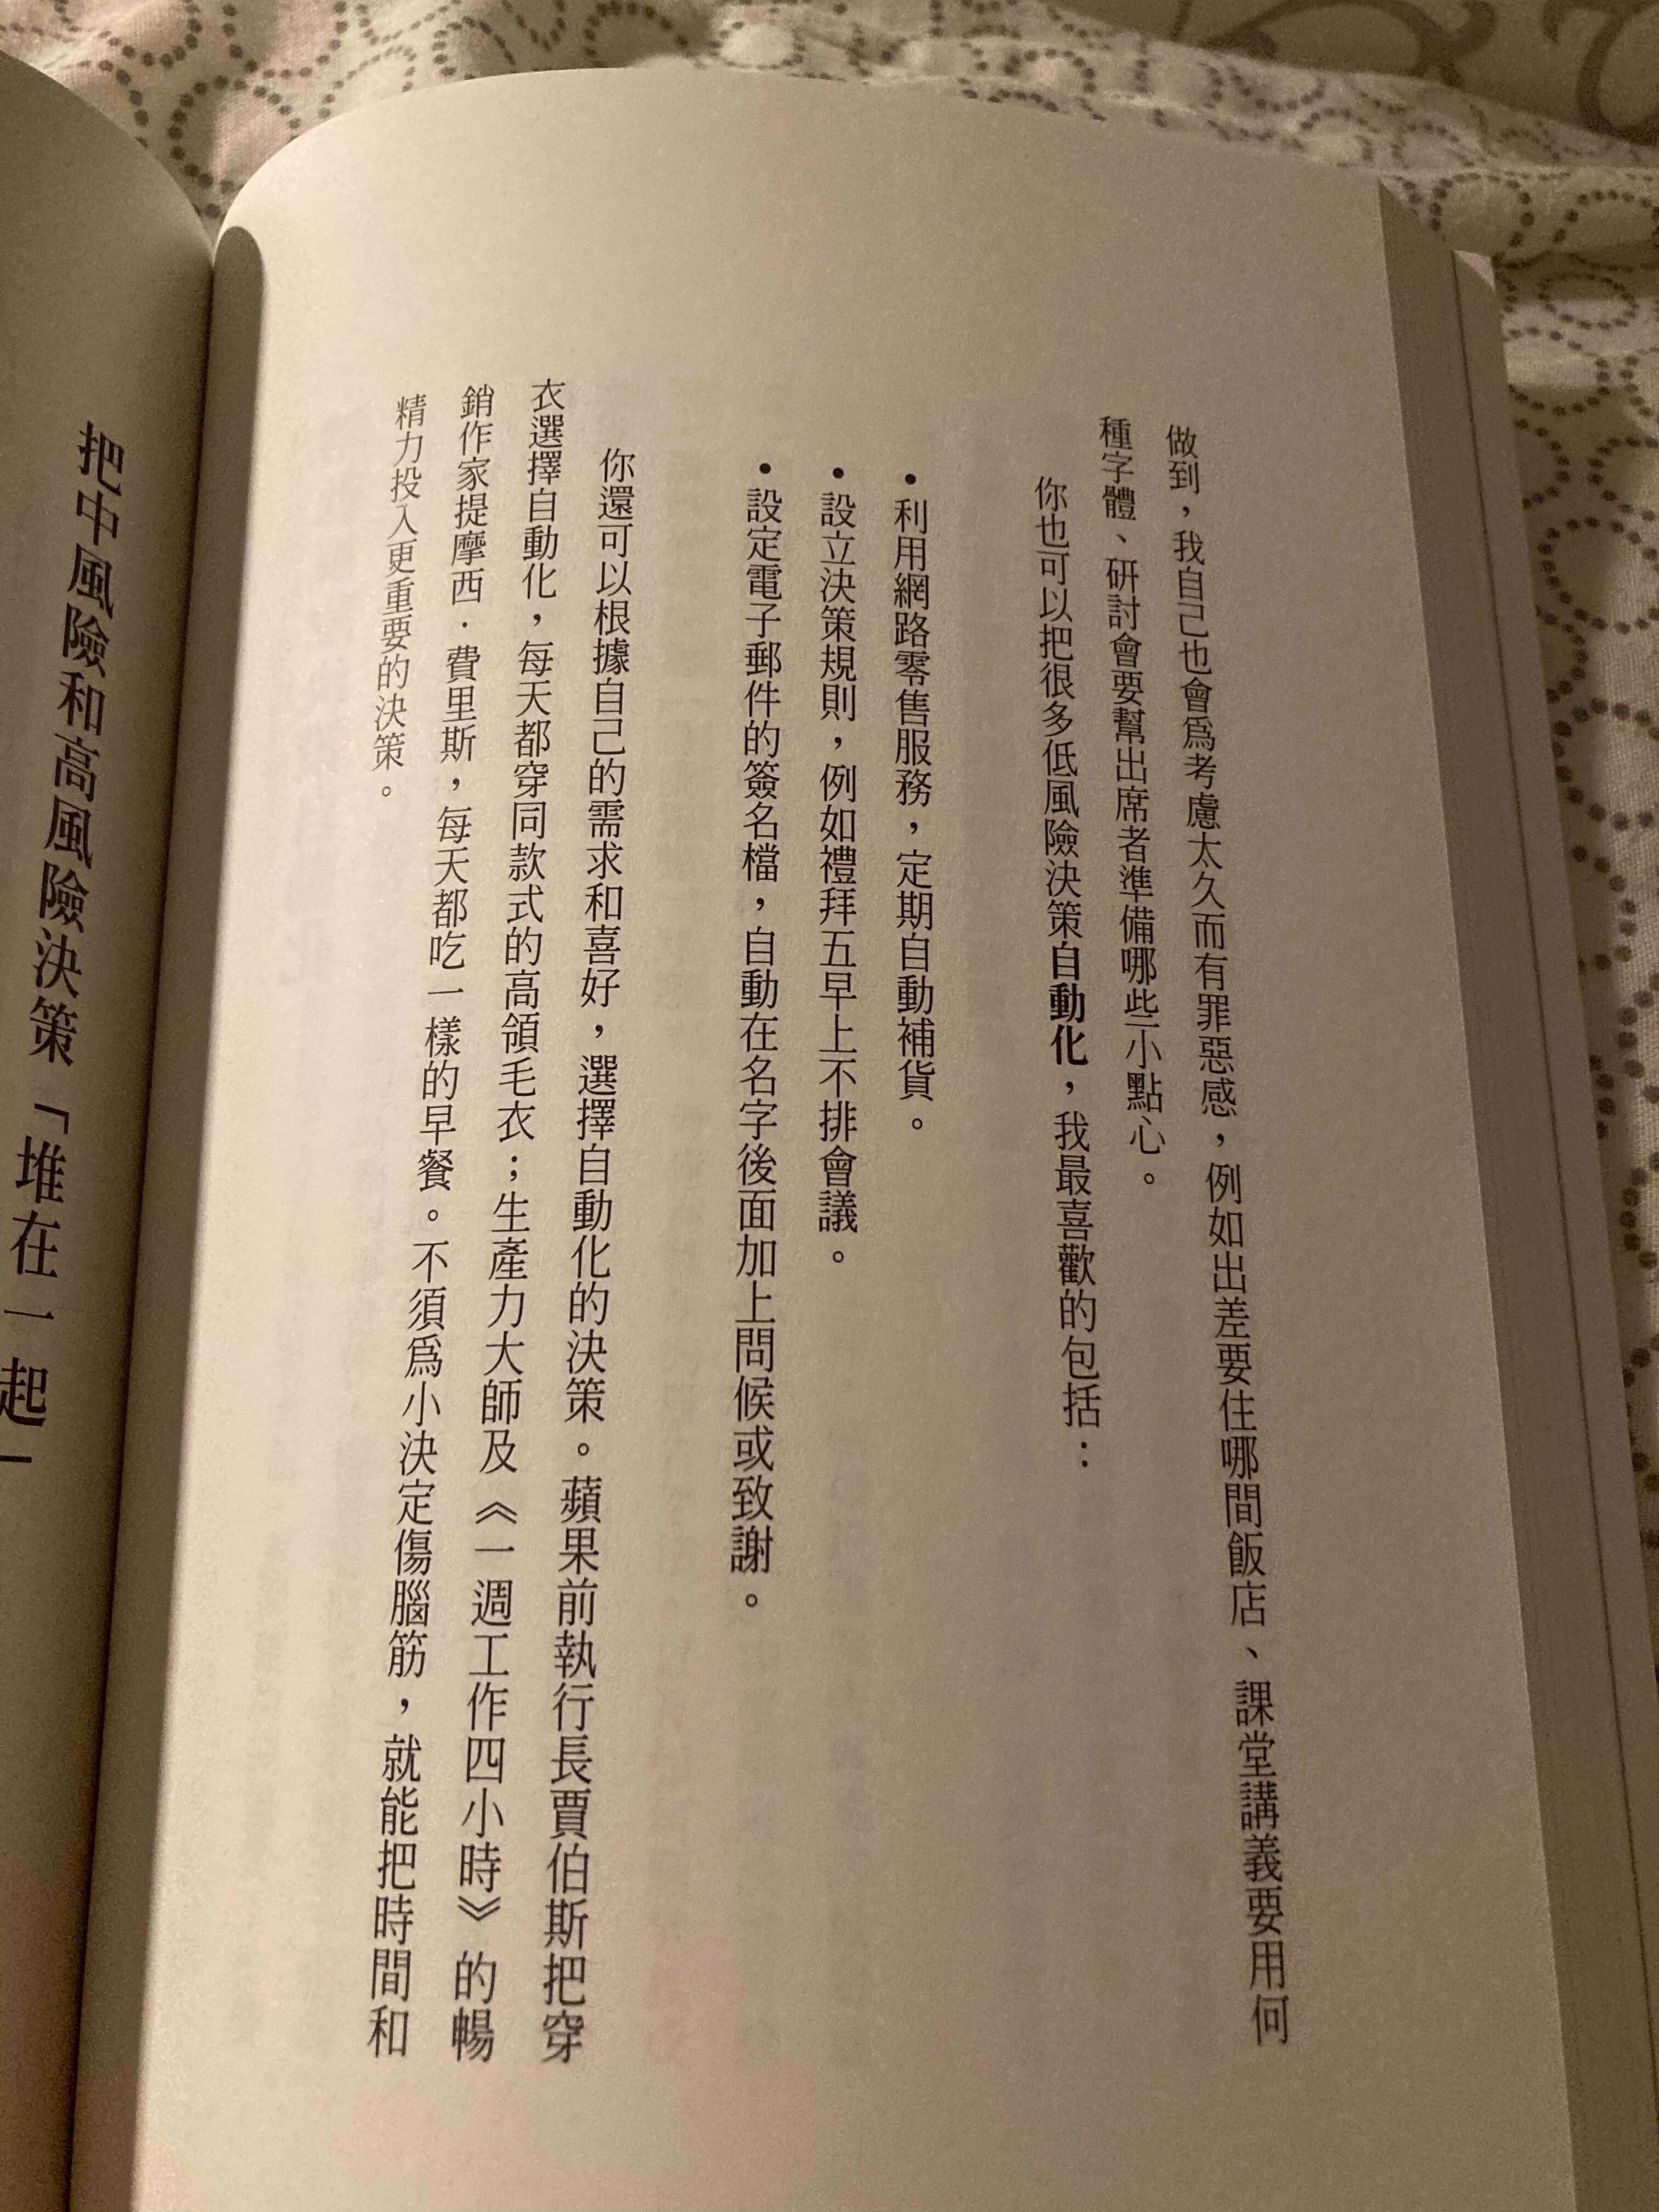 做到，我自己也會爲考慮太久而有罪惡感，例如出差要住哪間飯店、課堂講義要用何
種字體、研討會要幫出席者準備哪些小點心。
你也可以把很多低風險決策自動化，我最喜歡的包括：
•利用網路零售服務，定期自動補貨。
•設立決策規則，例如禮拜五早上不排會議。
•設定電子郵件的簽名檔，自動在名字後面加上問候或致謝。
你還可以根據自己的需求和喜好，選擇自動化的決策。蘋果前執行長賈伯斯把穿
衣選擇自動化，每天都穿同款式的高領毛衣；生產力大師及《一週工作四小時》的暢
銷作家提摩西．費里斯，每天都吃一樣的早餐。不須爲小決定傷腦筋，就能把時間和
精力投入更重要的決策。
把中風險和高風險決策「堆在一起」